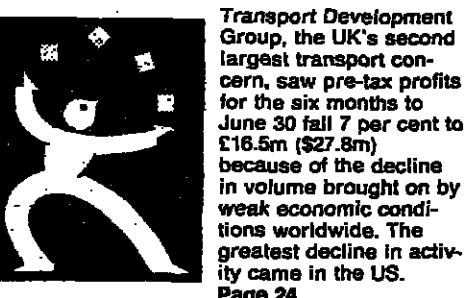 Transport Development
Group, the UK's second
largest transport con-
cern, saw pre-tax profits
for the six months to
June 30 fall 7 per cent to
£16.5m ($27.8m)
because of the decline
in volume brought on by
weak economic condi-
tions worldwide. The
greatest decline in activ-
ity came in the US.
Page 24